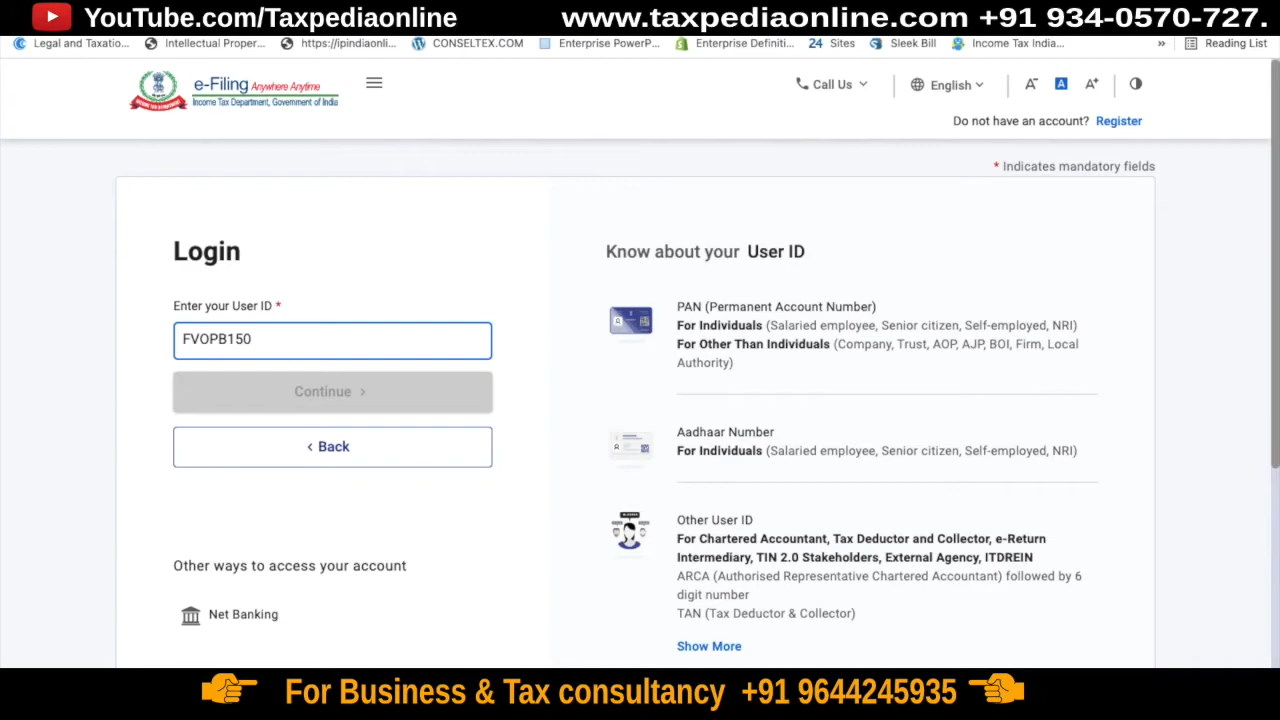 YouTube.com/Taxpediaonline www.taxpediaonline.com +91 934-0570-727.
Legal and Taxatio... Intellectual Proper... https://ipindiaonli... CONSELTEX.COM Enterprise PowerP... Enterprise Definiti... 24 Sites Sleek Bill Income Tax India... » Reading List
e-Filing Anywhere Anytime
Income Tax Department, Government of India
Call Us English A- A A+
Do not have an account? Register
* Indicates mandatory fields
Login
Enter your User ID *
FVOPB150
Continue >
< Back
Other ways to access your account
Net Banking
Know about your User ID
PAN (Permanent Account Number)
For Individuals (Salaried employee, Senior citizen, Self-employed, NRI)
For Other Than Individuals (Company, Trust, AOP, AJP, BOI, Firm, Local
Authority)
Aadhaar Number
For Individuals (Salaried employee, Senior citizen, Self-employed, NRI)
Other User ID
For Chartered Accountant, Tax Deductor and Collector, e-Return
Intermediary, TIN 2.0 Stakeholders, External Agency, ITDREIN
ARCA (Authorised Representative Chartered Accountant) followed by 6
digit number
TAN (Tax Deductor & Collector)
Show More
For Business & Tax consultancy +91 9644245935